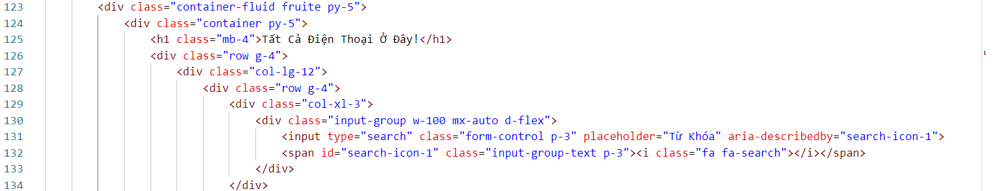 123 <div class="container-fluid fruite py-5">
124 <div class="container py-5">
125 <h1 class="mb-4">Tất Cả Điện Thoại Ở Đây!</h1>
126 <div class="row g-4">
127 <div class="col-lg-12">
128 <div class="row g-4">
129 <div class="col-xl-3">
130 <div class="input-group w-100 mx-auto d-flex">
131 <input type="search" class="form-control p-3" placeholder="Từ Khóa" aria-describedby="search-icon-1">
132 <span id="search-icon-1" class="input-group-text p-3"><i class="fa fa-search"></i></span>
133 </div>
134 </div>